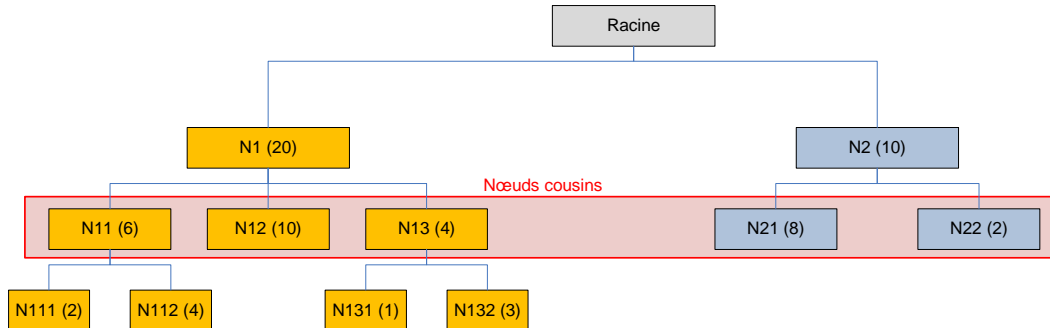 Racine
N1 (20)
N2 (10)
Nœuds cousins
N11 (6)
N12 (10)
N13 (4)
N21 (8)
N22 (2)
N111 (2)
N112 (4)
N131 (1)
N132 (3)